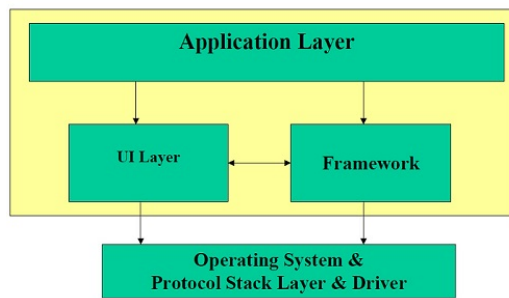 Application Layer
UI Layer
Framework
Operating System &
Protocol Stack Layer & Driver